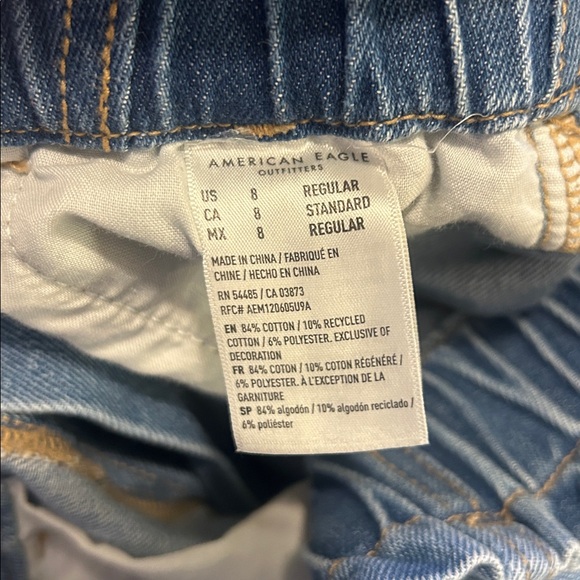 AMERICAN EAGLE
OUTFITTERS
US 8 REGULAR
CA 8 STANDARD
MX 8 REGULAR
MADE IN CHINA / FABRIQUÉ EN
CHINE / HECHO EN CHINA
RN 54485 / CA 03873
RFC# AEM120605U9A
EN 84% COTTON / 10% RECYCLED
COTTON / 6% POLYESTER. EXCLUSIVE OF
DECORATION
FR 84% COTON / 10% COTON RÉGÉNÉRÉ /
6% POLYESTER. À L'EXCEPTION DE LA
GARNITURE
SP 84% algodón / 10% algodón reciclado /
6% poliéster